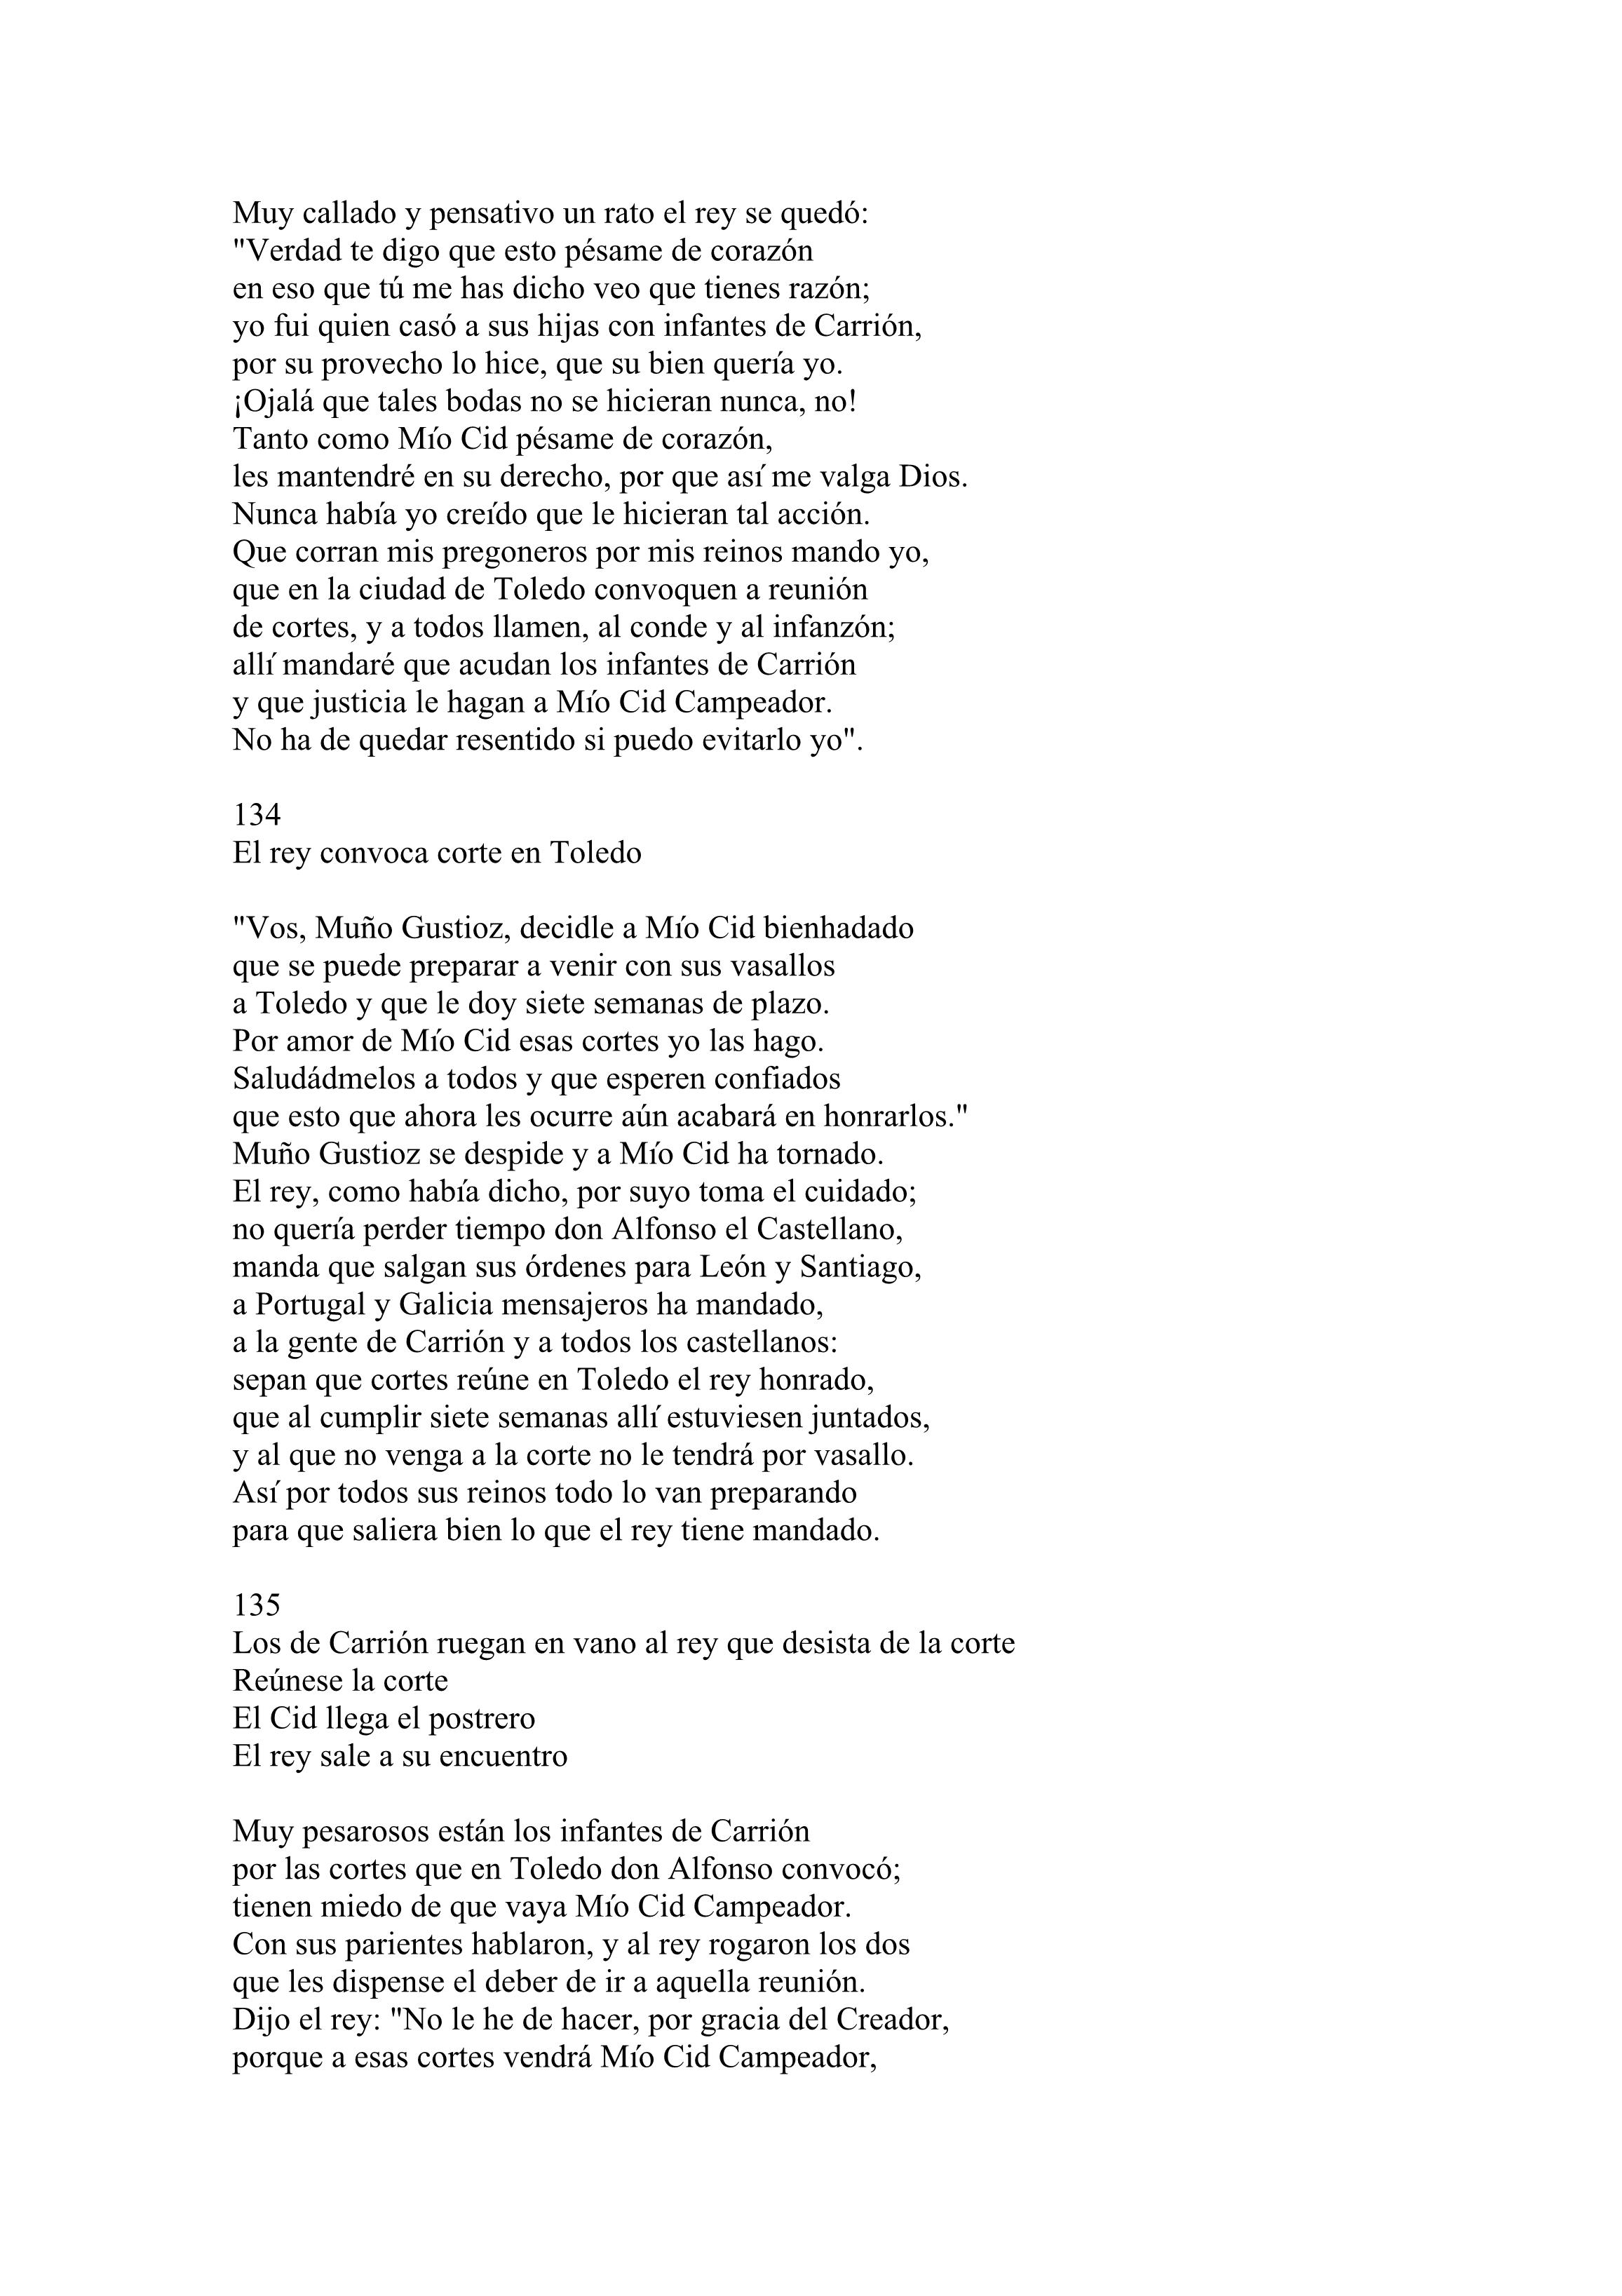 Muy callado y pensativo un rato el rey se quedó:
"Verdad te digo que esto pésame de corazón
en eso que tú me has dicho veo que tienes razón;
yo fui quien casó a sus hijas con infantes de Carrión,
por su provecho lo hice, que su bien quería yo.
¡Ojalá que tales bodas no se hicieran nunca, no!
Tanto como Mío Cid pésame de corazón,
les mantendré en su derecho, por que así me valga Dios.
Nunca había yo creído que le hicieran tal acción.
Que corran mis pregoneros por mis reinos mando yo,
que en la ciudad de Toledo convoquen a reunión
de cortes, y a todos llamen, al conde y al infanzón;
allí mandaré que acudan los infantes de Carrión
y que justicia le hagan a Mío Cid Campeador.
No ha de quedar resentido si puedo evitarlo yo".
134
El rey convoca corte en Toledo
"Vos, Muño Gustioz, decidle a Mío Cid bienhadado
que se puede preparar a venir con sus vasallos
a Toledo y que le doy siete semanas de plazo.
Por amor de Mío Cid esas cortes yo las hago.
Saludádmelos a todos y que esperen confiados
que esto que ahora les ocurre aún acabará en honrarlos."
Muño Gustioz se despide y a Mío Cid ha tornado.
El rey, como había dicho, por suyo toma el cuidado;
no quería perder tiempo don Alfonso el Castellano,
manda que salgan sus órdenes para León y Santiago,
a Portugal y Galicia mensajeros ha mandado,
a la gente de Carrión y a todos los castellanos:
sepan que cortes reúne en Toledo el rey honrado,
que al cumplir siete semanas allí estuviesen juntados,
y al que no venga a la corte no le tendrá por vasallo.
Así por todos sus reinos todo lo van preparando
para que saliera bien lo que el rey tiene mandado.
135
Los de Carrión ruegan en vano al rey que desista de la corte
Reúnese la corte
El Cid llega el postrero
El rey sale a su encuentro
Muy pesarosos están los infantes de Carrión
por las cortes que en Toledo don Alfonso convocó;
tienen miedo de que vaya Mío Cid Campeador.
Con sus parientes hablaron, y al rey rogaron los dos
que les dispense el deber de ir a aquella reunión.
Dijo el rey: "No le he de hacer, por gracia del Creador,
porque a esas cortes vendrá Mío Cid Campeador,